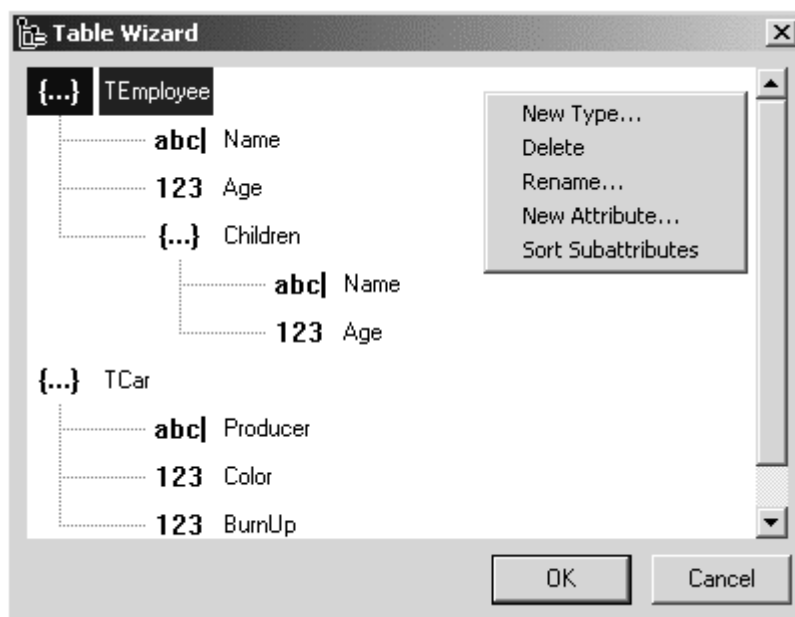 Table Wizard
{...} TEmployee
abc| Name
123 Age
{...} Children
abc| Name
123 Age
{...} TCar
abc| Producer
123 Color
123 BurnUp
New Type...
Delete
Rename...
New Attribute...
Sort Subattributes
OK
Cancel